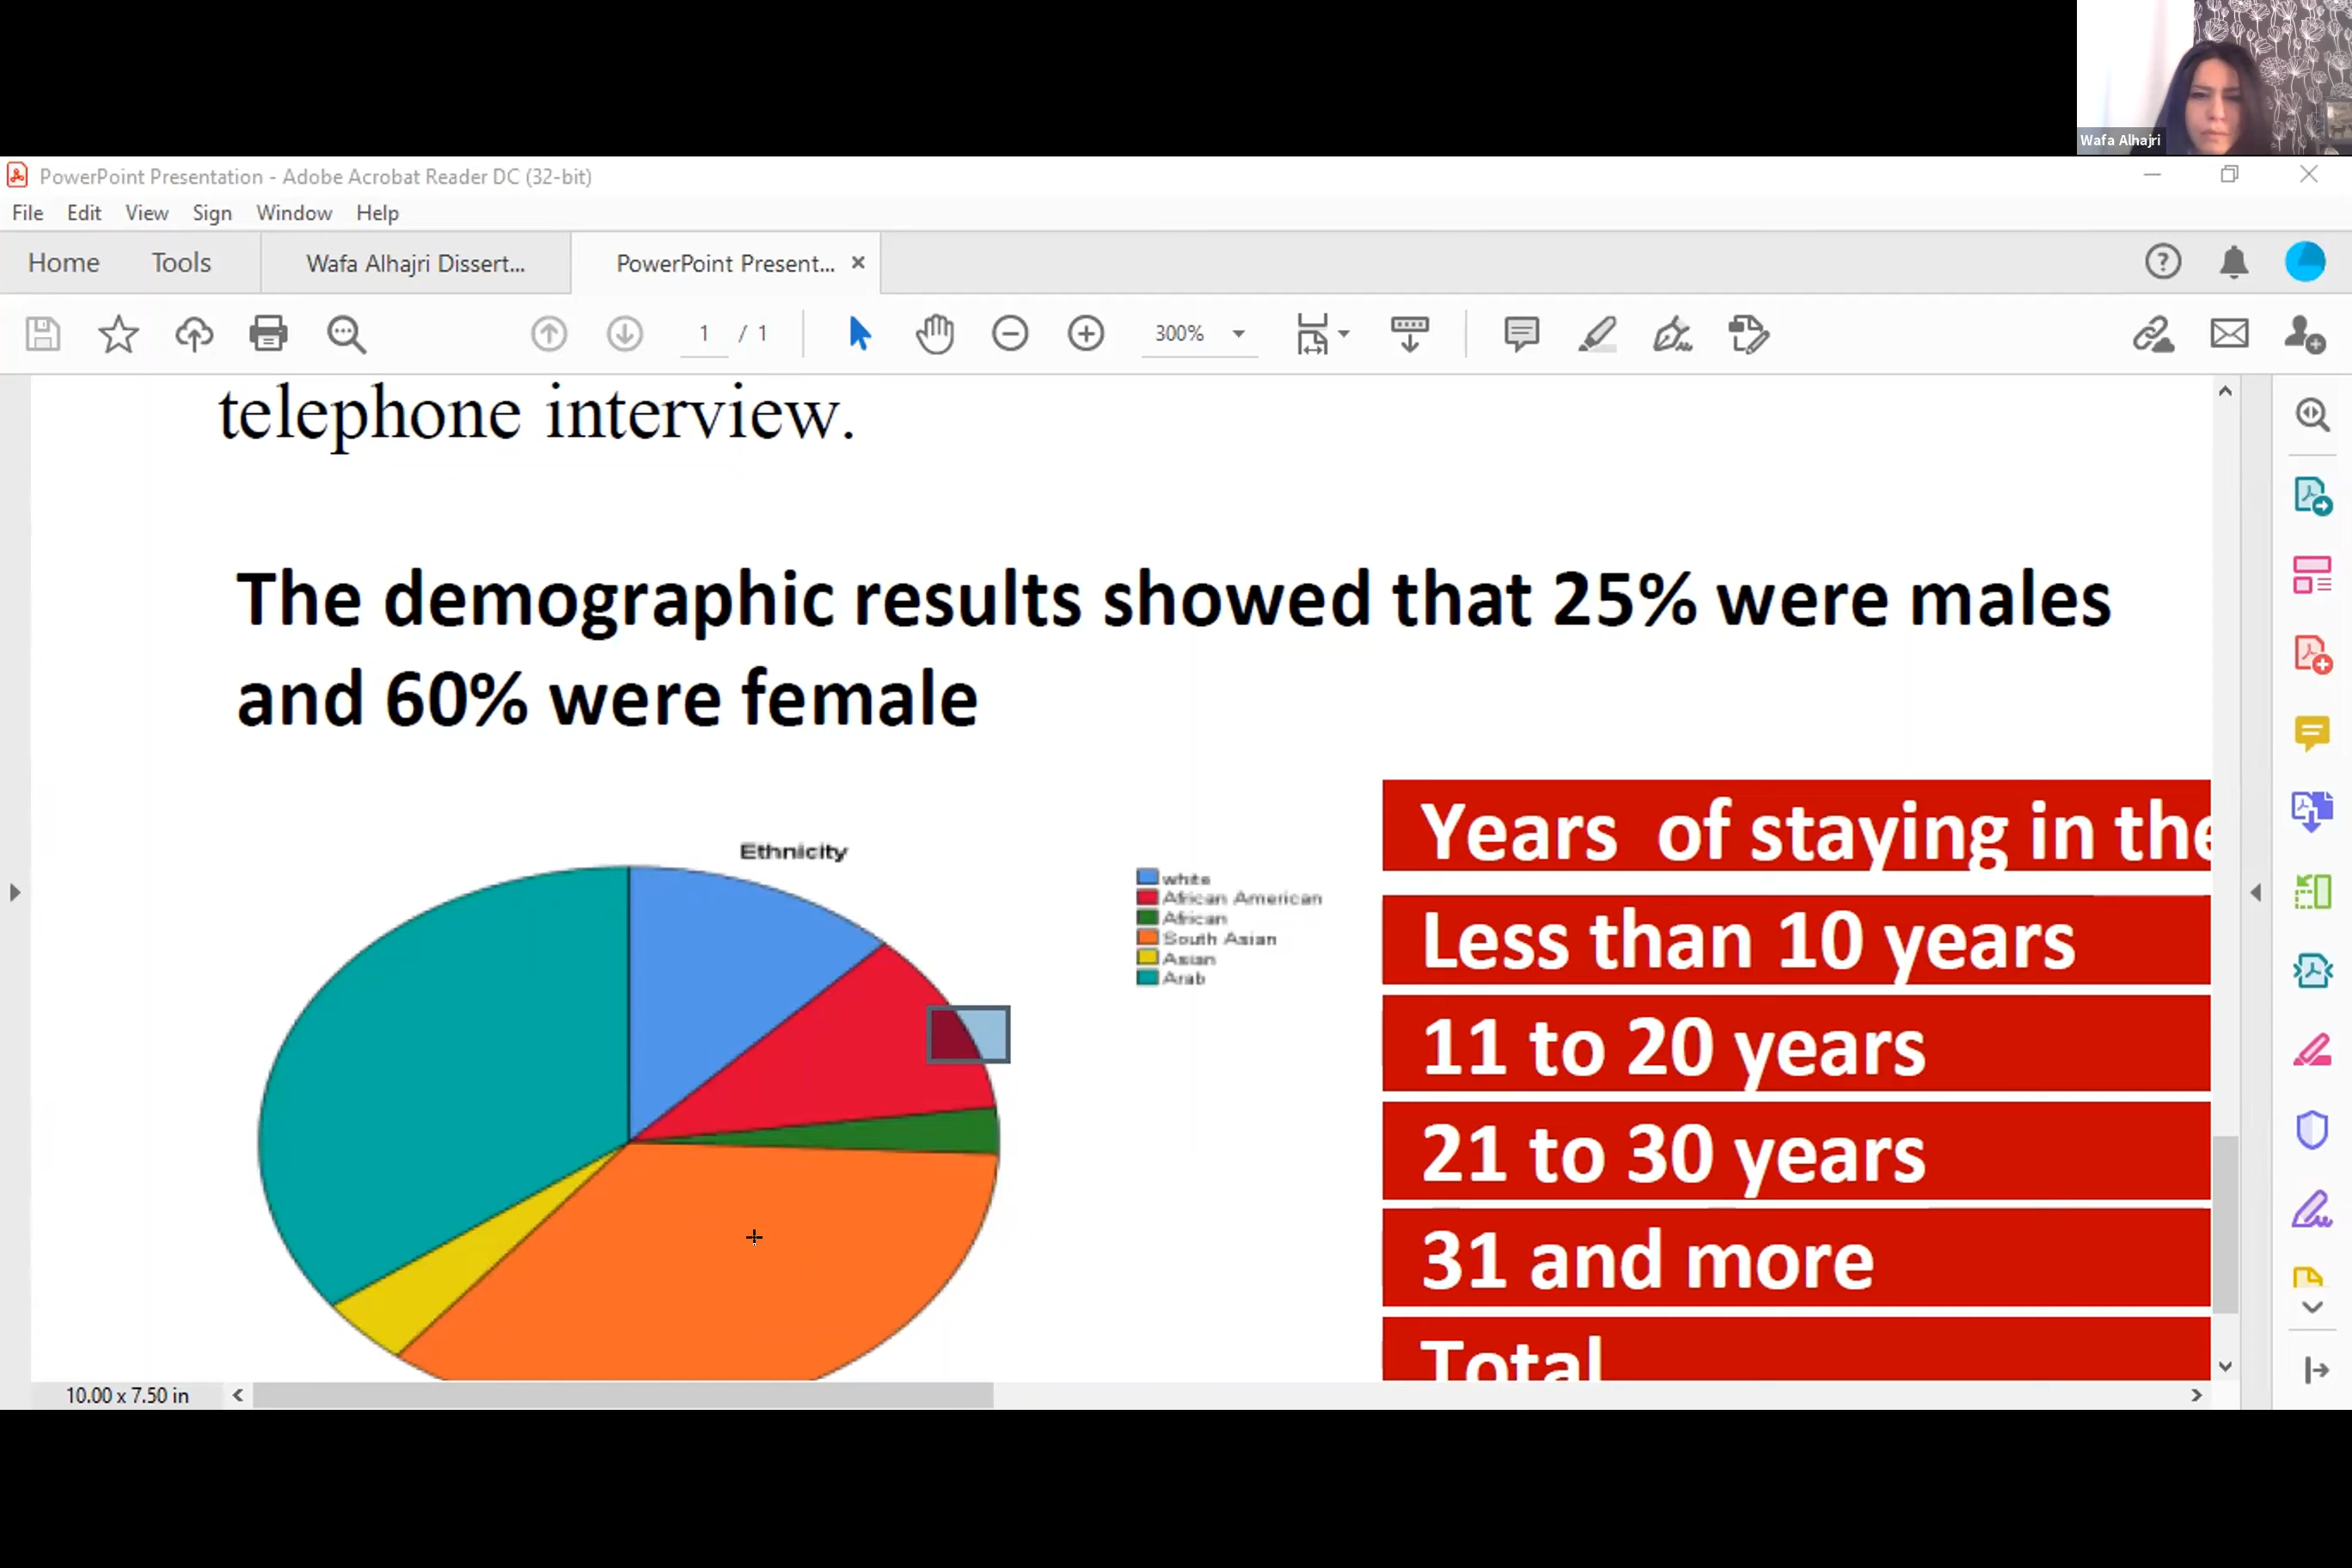 Wafa Alhajri
PowerPoint Presentation - Adobe Acrobat Reader DC (32-bit)
File Edit View Sign Window Help
Home Tools Wafa Alhajri Dissert... PowerPoint Present...
1 / 1 300%
telephone interview.
The demographic results showed that 25% were males
and 60% were female
Ethnicity
white
African American
African
South Asian
Asian
Arab
Years of staying in the
Less than 10 years
11 to 20 years
21 to 30 years
31 and more
Total
10.00 x 7.50 in